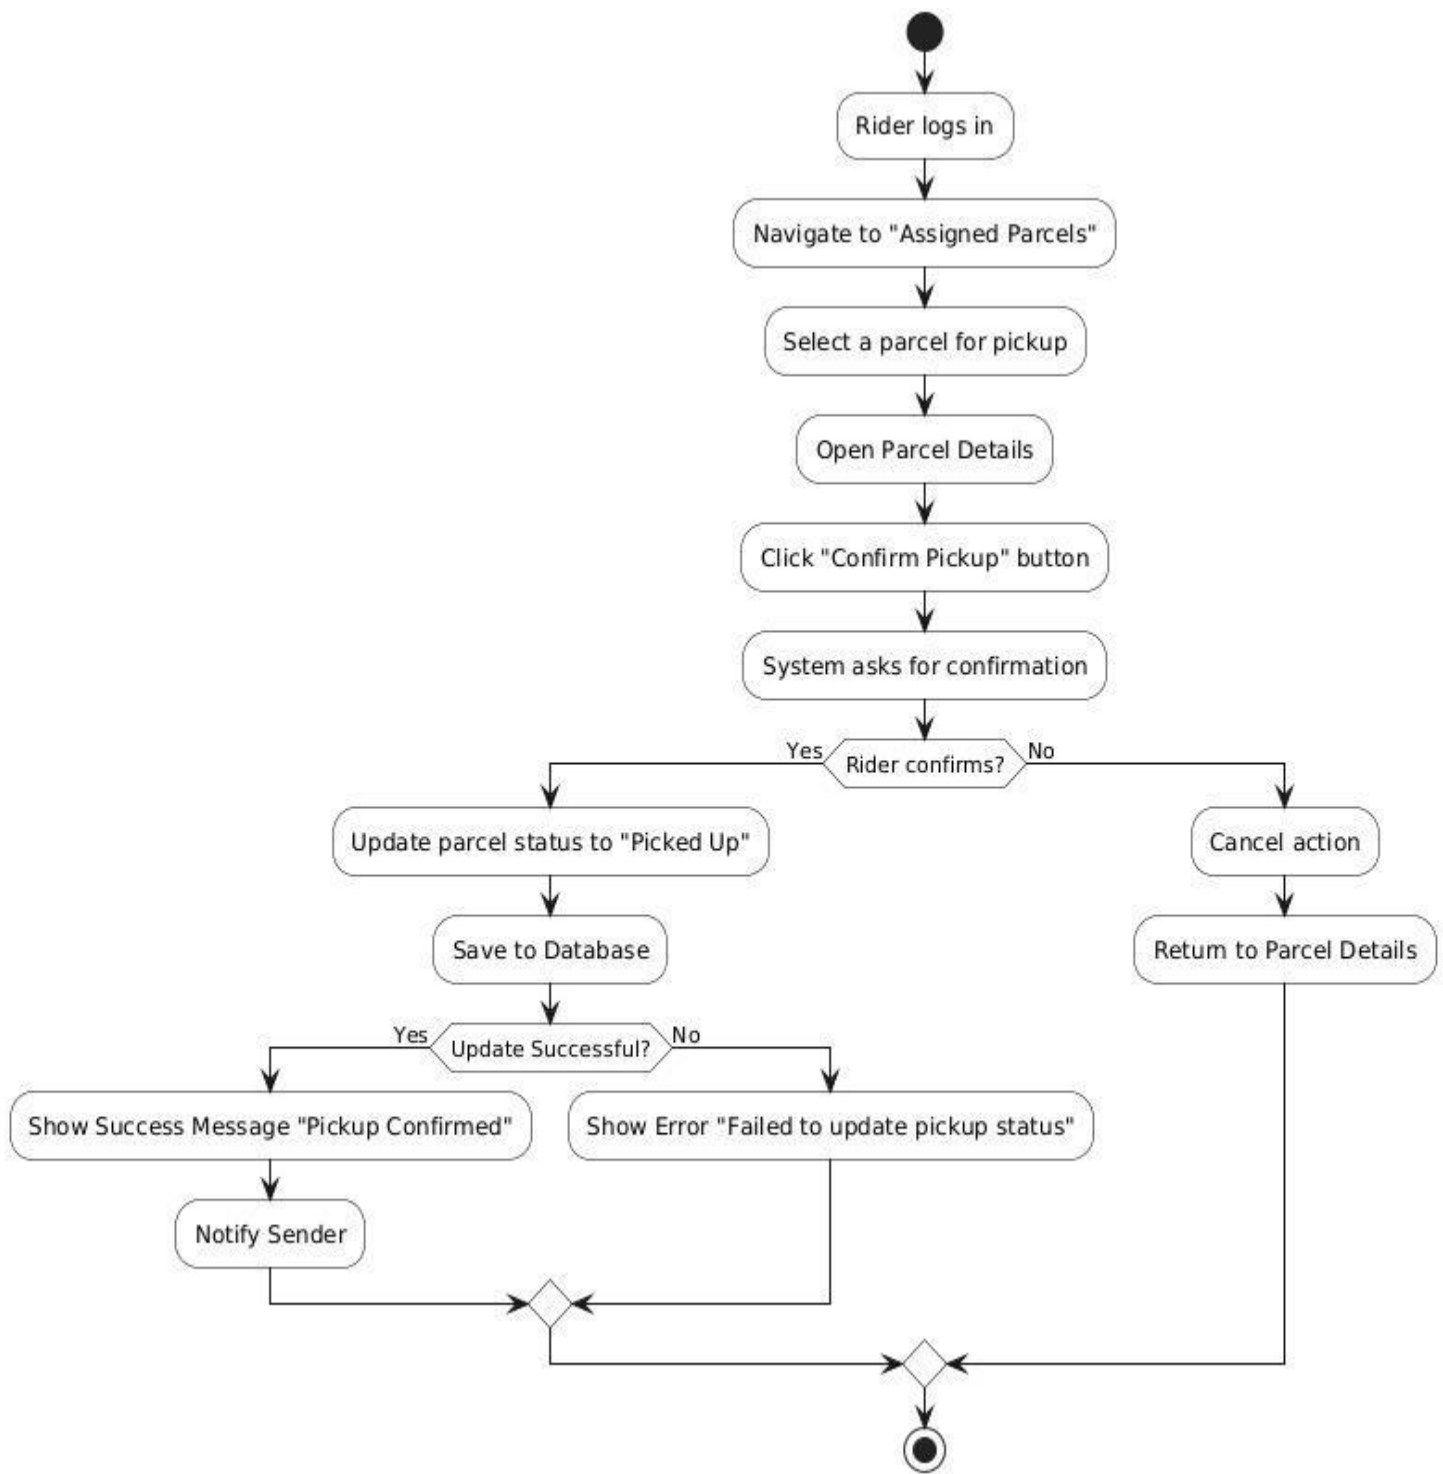 Rider logs in
Navigate to "Assigned Parcels"
Select a parcel for pickup
Open Parcel Details
Click "Confirm Pickup" button
System asks for confirmation
Yes
Rider confirms?
No
Update parcel status to "Picked Up"
Cancel action
Save to Database
Return to Parcel Details
Yes
Update Successful?
No
Show Success Message "Pickup Confirmed"
Show Error "Failed to update pickup status"
Notify Sender